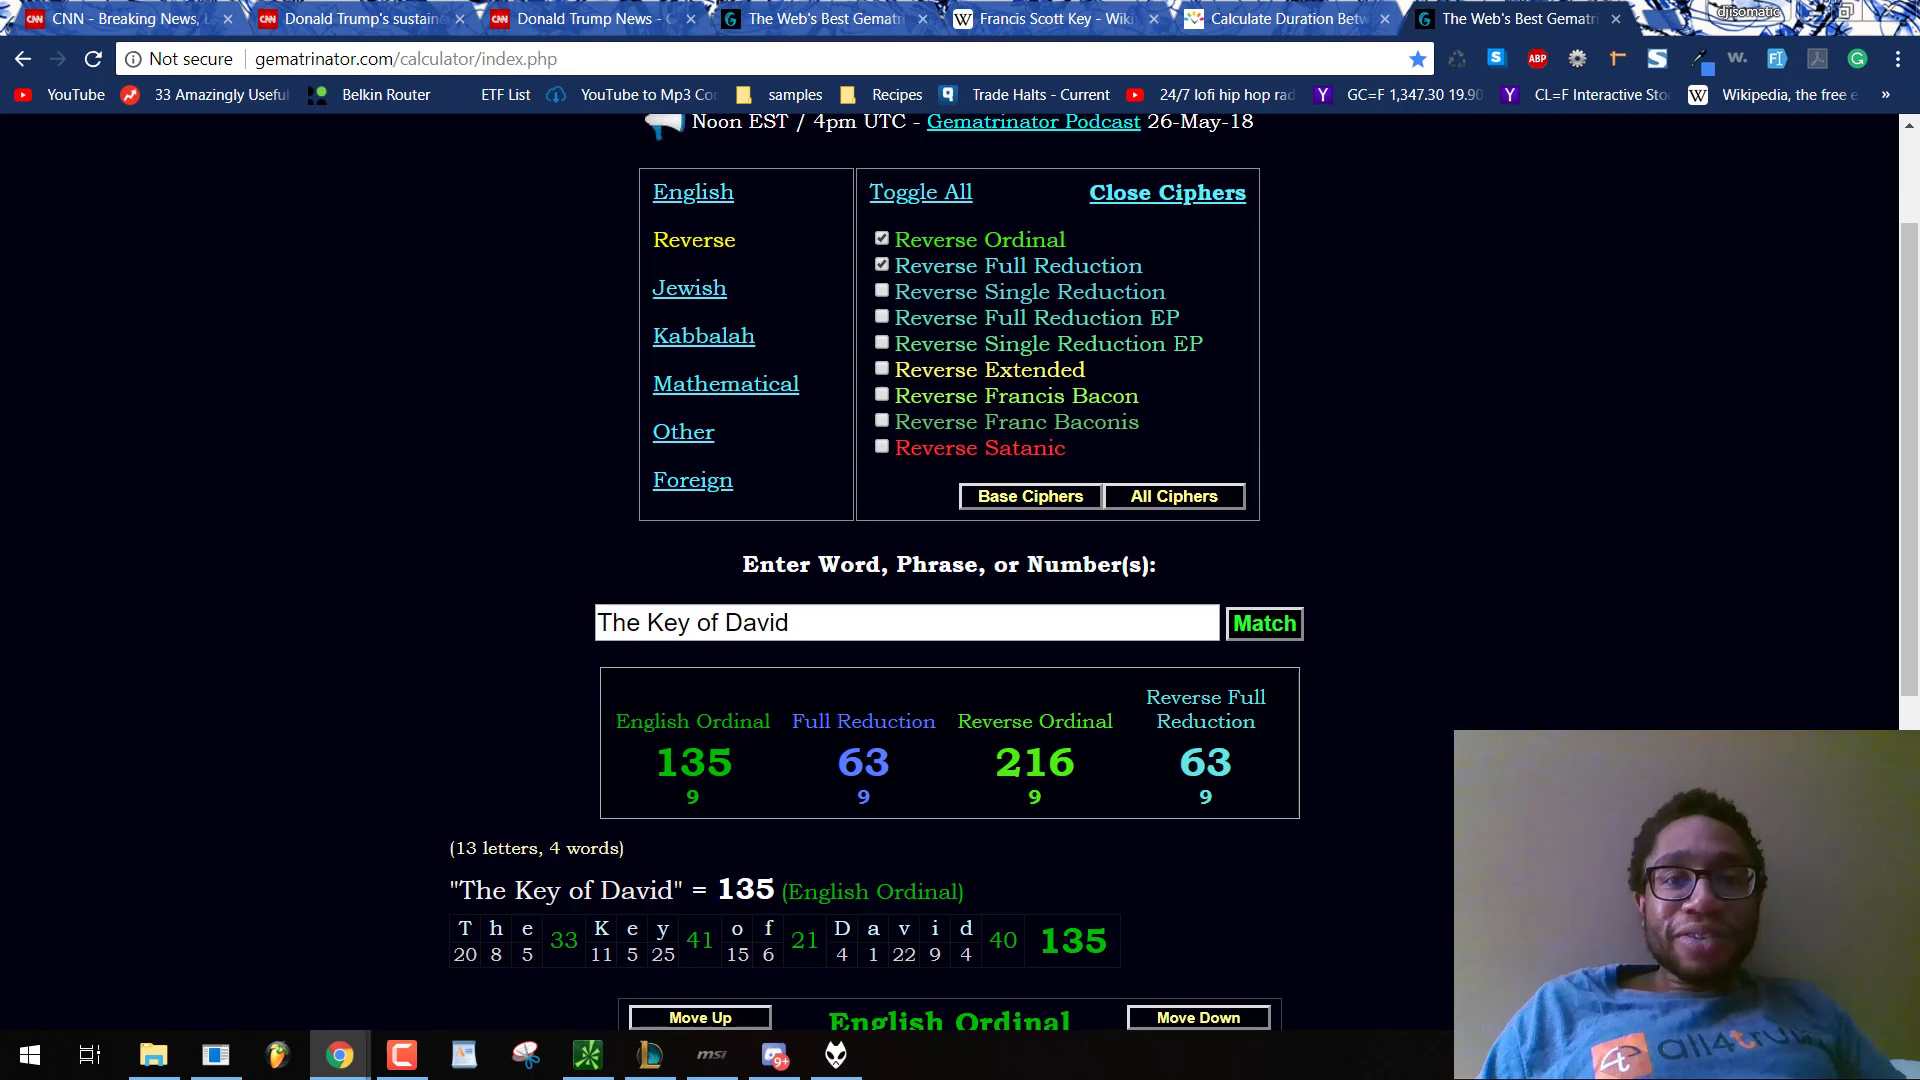 CNN - Breaking News, L
Donald Trump's sustaine
Donald Trump News - C
The Web's Best Gematri
Francis Scott Key - Wiki
Calculate Duration Betw
The Web's Best Gematri
djisomatic
Not secure
gematrinator.com/calculator/index.php
YouTube
33 Amazingly Useful
Belkin Router
ETF List
YouTube to Mp3 Con
samples
Recipes
Trade Halts - Current
24/7 lofi hip hop rad
GC=F 1,347.30 19.90
CL=F Interactive Sto
Wikipedia, the free e
»
Noon EST / 4pm UTC - Gematrinator Podcast 26-May-18
English
Reverse
Jewish
Kabbalah
Mathematical
Other
Foreign
Toggle All Close Ciphers
Reverse Ordinal
Reverse Full Reduction
Reverse Single Reduction
Reverse Full Reduction EP
Reverse Single Reduction EP
Reverse Extended
Reverse Francis Bacon
Reverse Franc Baconis
Reverse Satanic
Base Ciphers All Ciphers
Enter Word, Phrase, or Number(s):
The Key of David Match
English Ordinal Full Reduction Reverse Ordinal Reverse Full Reduction
135 63 216 63
9 9 9 9
(13 letters, 4 words)
"The Key of David" = 135 (English Ordinal)
T h e 33 K e y 41 o f 21 D a v i d 40 135
20 8 5 11 5 25 15 6 4 1 22 9 4
Move Up English Ordinal Move Down
msi
9+
all4truth